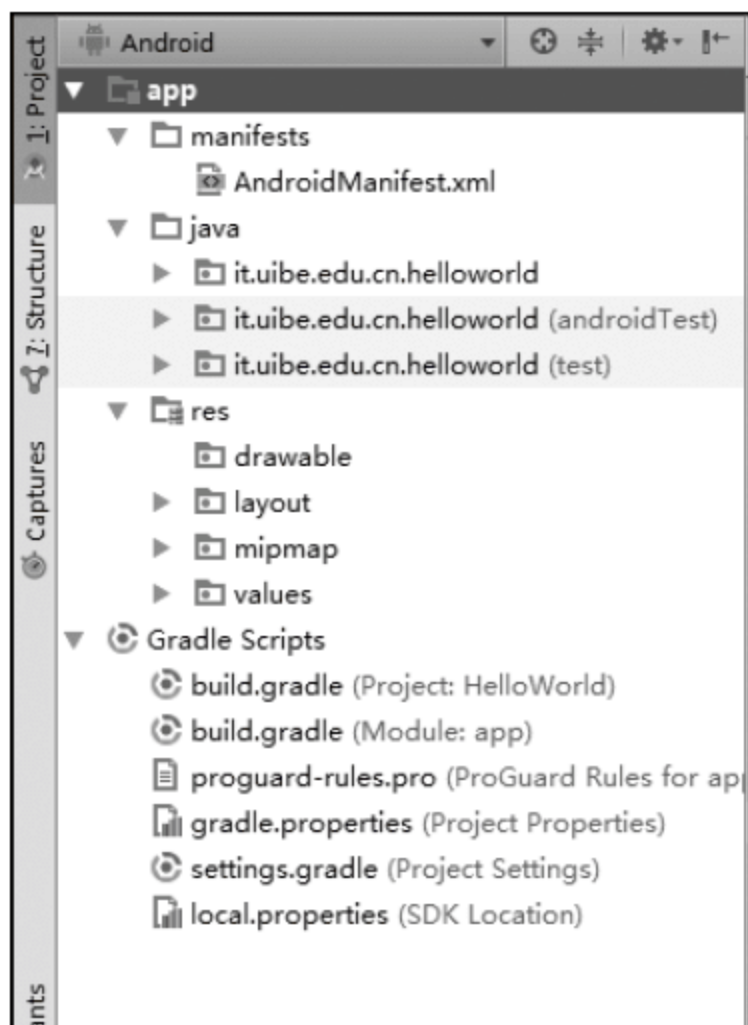 Android
1: Project
app
manifests
AndroidManifest.xml
java
it.uibe.edu.cn.helloworld
it.uibe.edu.cn.helloworld (androidTest)
it.uibe.edu.cn.helloworld (test)
7: Structure
res
drawable
layout
mipmap
values
Captures
Gradle Scripts
build.gradle (Project: HelloWorld)
build.gradle (Module: app)
proguard-rules.pro (ProGuard Rules for
gradle.properties (Project Properties)
settings.gradle (Project Settings)
local.properties (SDK Location)